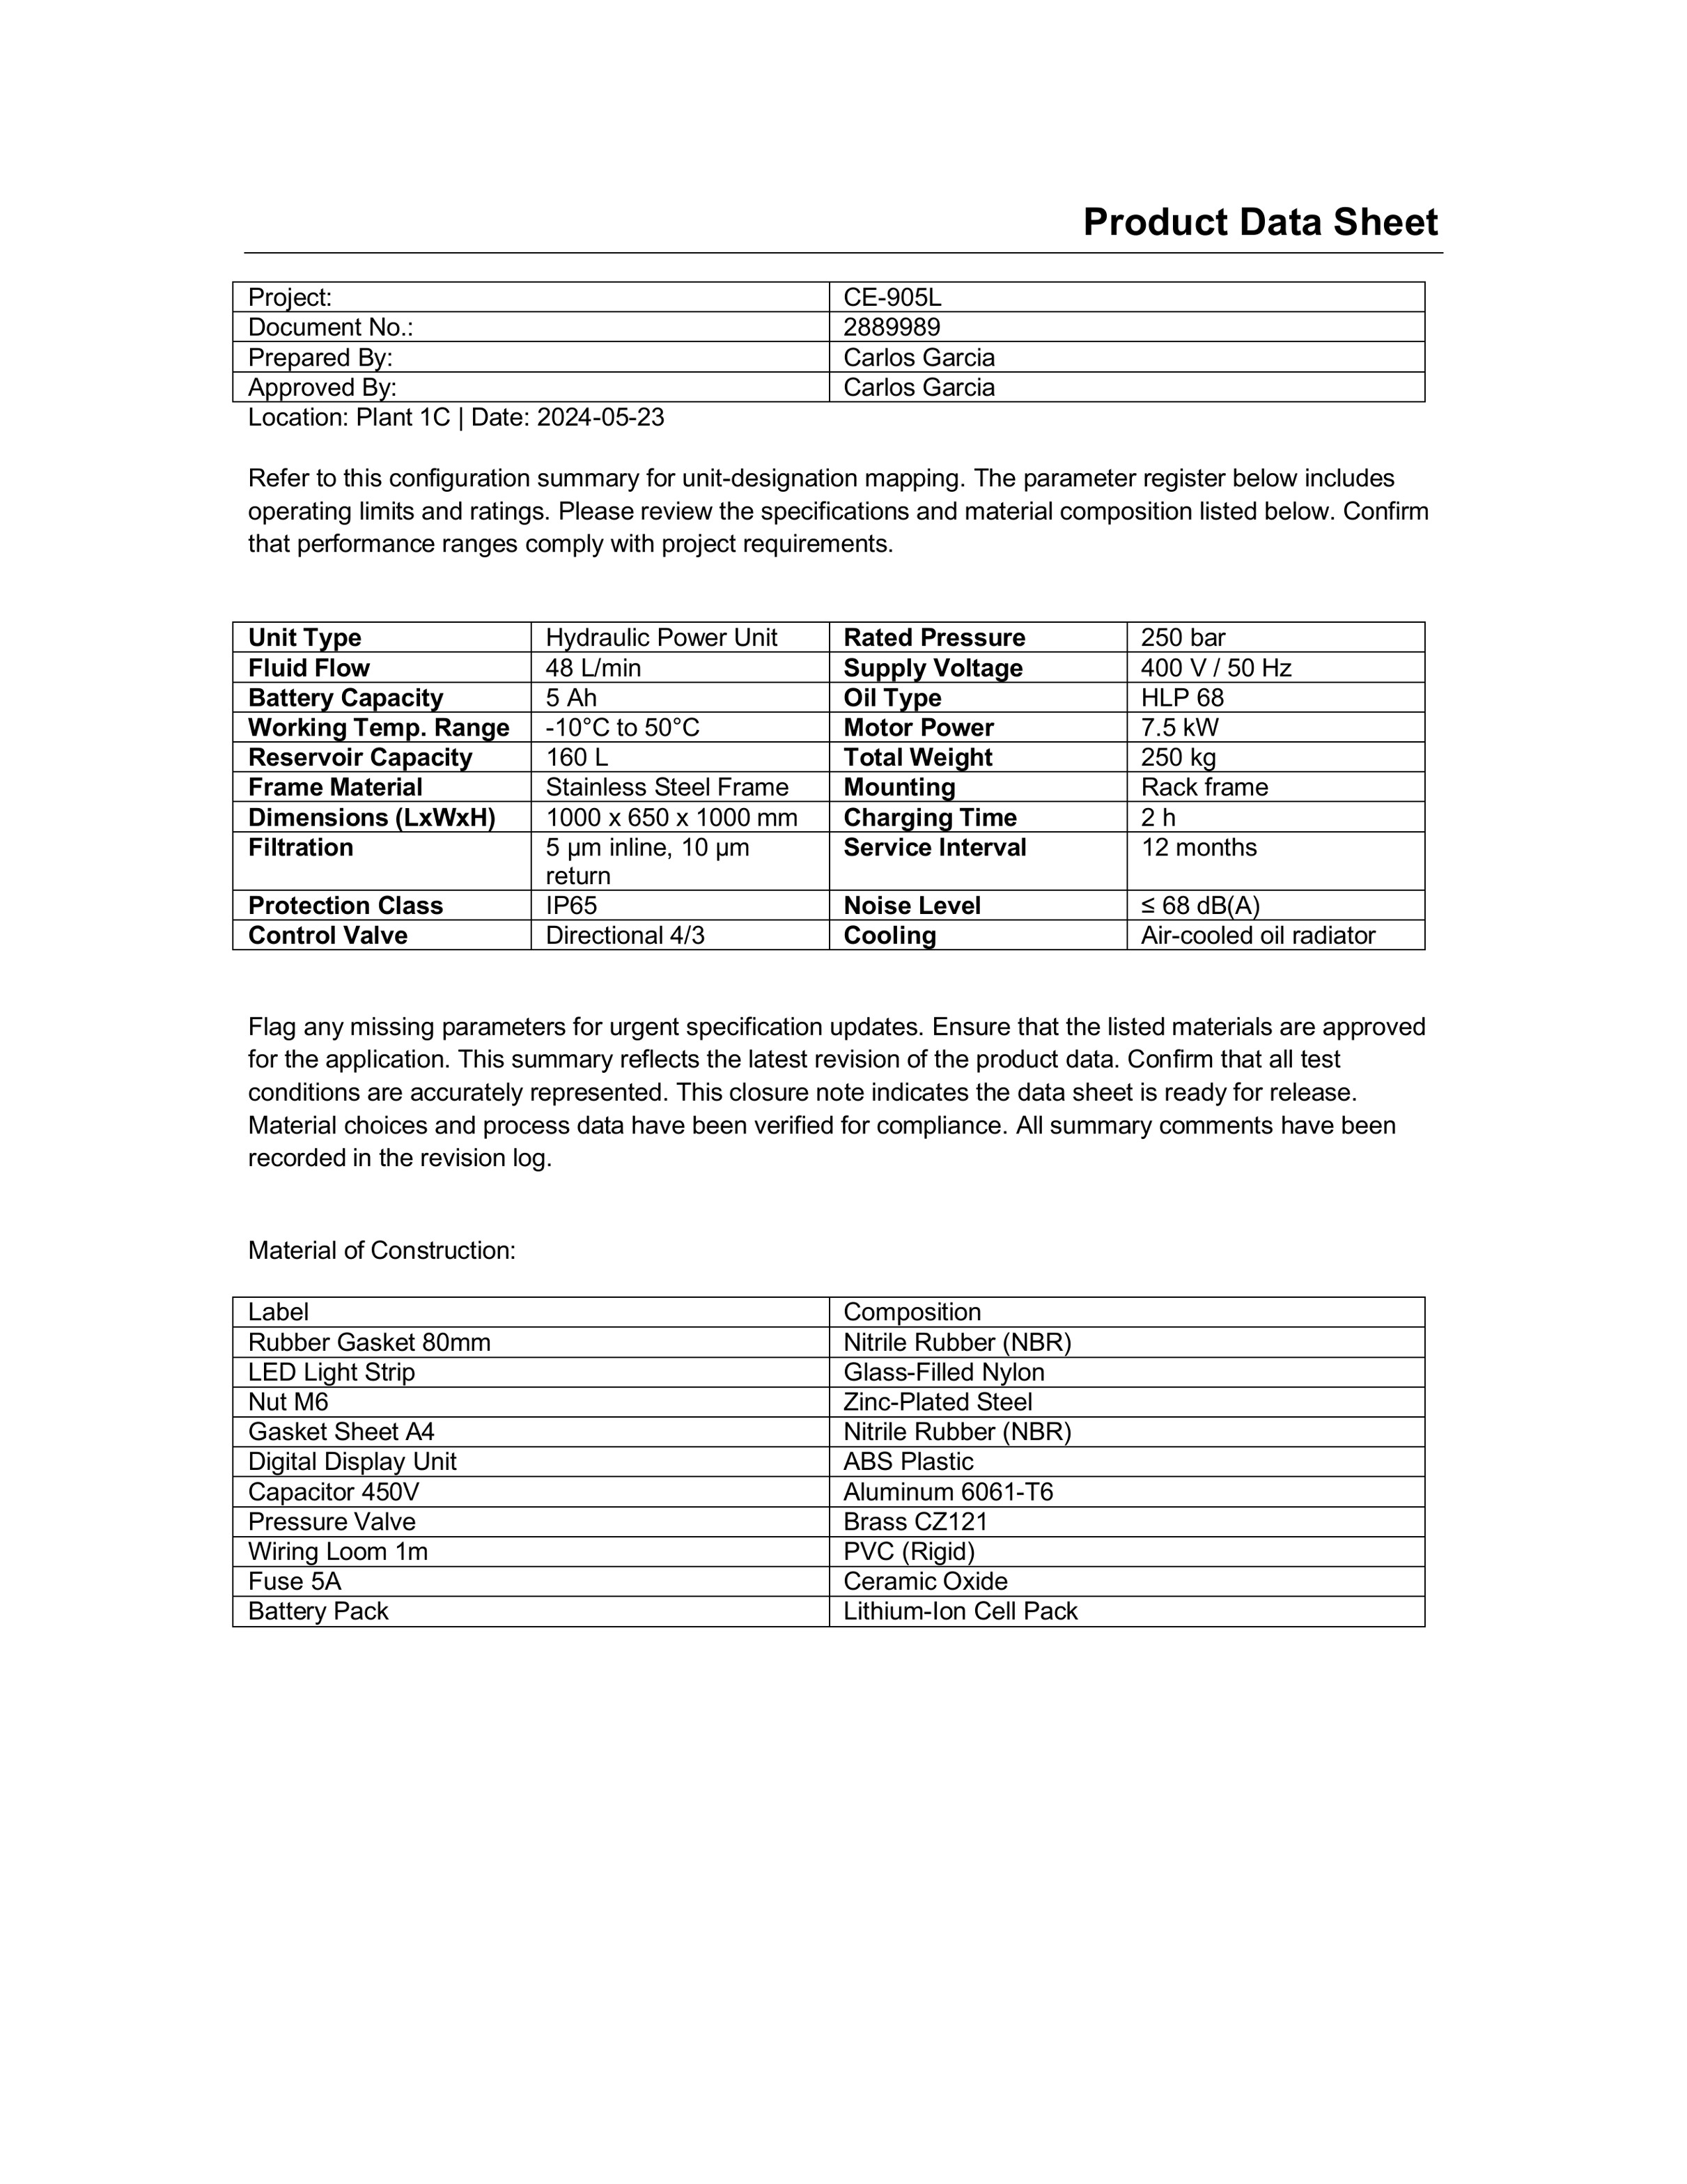 Product Data Sheet
Project: CE-905L
Document No.: 2889989
Prepared By: Carlos Garcia
Approved By: Carlos Garcia
Location: Plant 1C | Date: 2024-05-23
Refer to this configuration summary for unit-designation mapping. The parameter register below includes
operating limits and ratings. Please review the specifications and material composition listed below. Confirm
that performance ranges comply with project requirements.
Unit Type Hydraulic Power Unit Rated Pressure 250 bar
Fluid Flow 48 L/min Supply Voltage 400 V / 50 Hz
Battery Capacity 5 Ah Oil Type HLP 68
Working Temp. Range -10°C to 50°C Motor Power 7.5 kW
Reservoir Capacity 160 L Total Weight 250 kg
Frame Material Stainless Steel Frame Mounting Rack frame
Dimensions (LxWxH) 1000 x 650 x 1000 mm Charging Time 2 h
Filtration 5 µm inline, 10 µm Service Interval 12 months
return
Protection Class IP65 Noise Level ≤ 68 dB(A)
Control Valve Directional 4/3 Cooling Air-cooled oil radiator
Flag any missing parameters for urgent specification updates. Ensure that the listed materials are approved
for the application. This summary reflects the latest revision of the product data. Confirm that all test
conditions are accurately represented. This closure note indicates the data sheet is ready for release.
Material choices and process data have been verified for compliance. All summary comments have been
recorded in the revision log.
Material of Construction:
Label Composition
Rubber Gasket 80mm Nitrile Rubber (NBR)
LED Light Strip Glass-Filled Nylon
Nut M6 Zinc-Plated Steel
Gasket Sheet A4 Nitrile Rubber (NBR)
Digital Display Unit ABS Plastic
Capacitor 450V Aluminum 6061-T6
Pressure Valve Brass CZ121
Wiring Loom 1m PVC (Rigid)
Fuse 5A Ceramic Oxide
Battery Pack Lithium-Ion Cell Pack